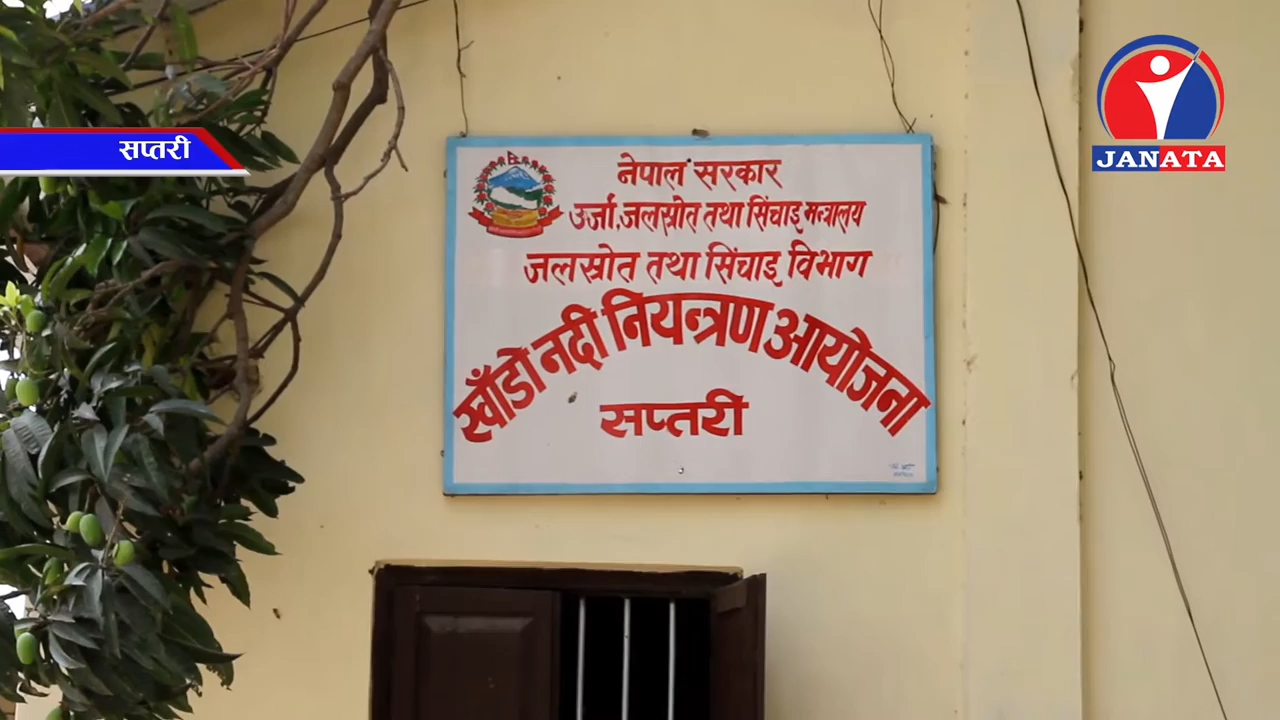 सप्तरी
JANATA
नेपाल सरकार
उर्जा,जलस्रोत तथा सिंचाइ मन्त्रालय
जलस्रोत तथा सिंचाइ विभाग
खाँडो नदी नियन्त्रण आयोजना
सप्तरी